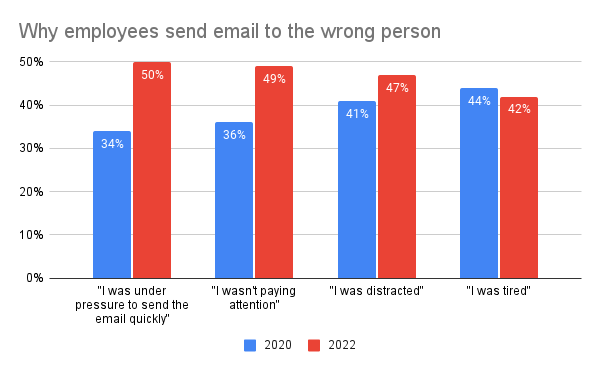 Why employees send email to the wrong person
50%
40%
30%
20%
10%
0%
34%
50%
36%
49%
41%
47%
44%
42%
"I was under
pressure to send the
email quickly"
"I wasn't paying
attention"
"I was distracted"
"I was tired"
2020
2022